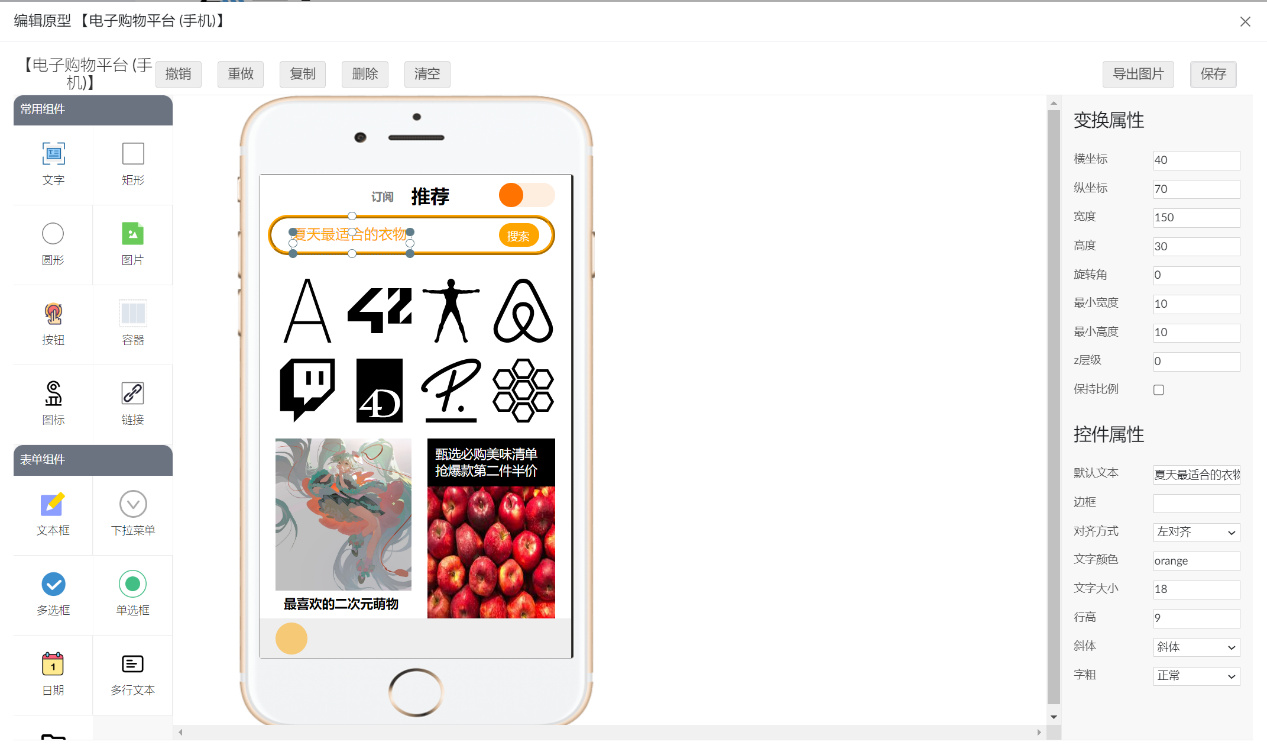 编辑原型 【电子购物平台 (手机)】
【电子购物平台 (手
机)】
撤销
重做
复制
删除
清空
导出图片
保存
常用组件
文字
矩形
圆形
图片
按钮
容器
图标
链接
表单组件
文本框
下拉菜单
多选框
单选框
1
日期
多行文本
订阅
推荐
夏天最适合的衣物
搜索
42
4D
P.
甄选必购美味清单
抢爆款第二件半价
最喜欢的二次元萌物
变换属性
横坐标
40
纵坐标
70
宽度
150
高度
30
旋转角
0
最小宽度
10
最小高度
10
z层级
0
保持比例
控件属性
默认文本
夏天最适合的衣物
边框
对齐方式
左对齐
文字颜色
orange
文字大小
18
行高
9
斜体
斜体
字粗
正常